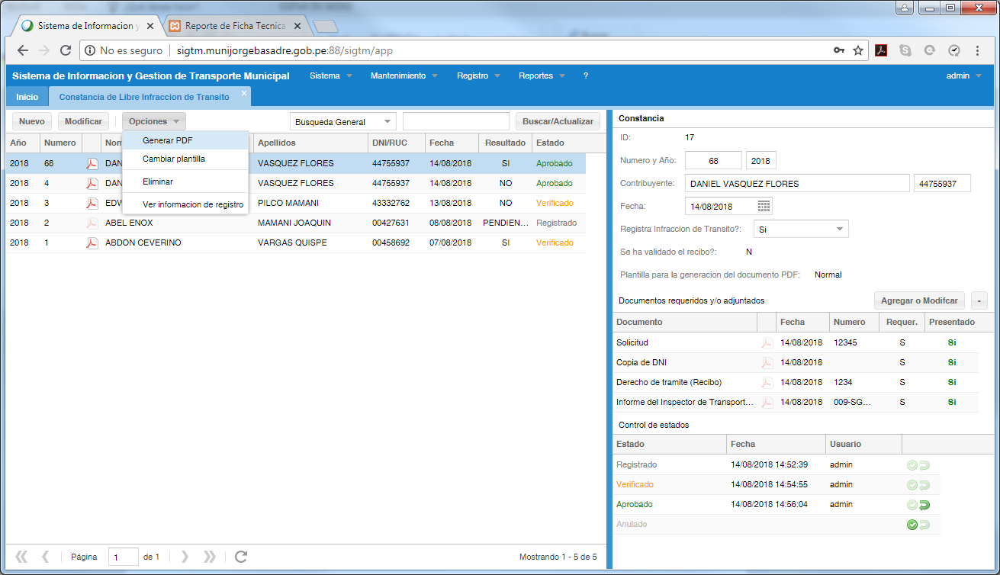 Sistema de Informacion y
Reporte de Ficha Tecnica
No es seguro sigtm.munijorgebasadre.gob.pe:88/sigtm/app
Sistema de Informacion y Gestion de Transporte Municipal Sistema Mantenimiento Registro Reportes ? admin
Inicio Constancia de Libre Infraccion de Transito
Nuevo Modificar Opciones Busqueda General Buscar/Actualizar
Generar PDF
Cambiar plantilla
Eliminar
Ver informacion de registro
Año Numero Nom Apellidos DNI/RUC Fecha Resultado Estado
2018 68 DAN VASQUEZ FLORES 44755937 14/08/2018 SI Aprobado
2018 4 DAN VASQUEZ FLORES 44755937 14/08/2018 NO Aprobado
2018 3 EDW PILCO MAMANI 43332762 13/08/2018 NO Verificado
2018 2 ABEL ENOX MAMANI JOAQUIN 00427631 08/08/2018 PENDIEN... Registrado
2018 1 ABDON CEVERINO VARGAS QUISPE 00458692 07/08/2018 SI Verificado
Página 1 de 1 Mostrando 1 - 5 de 5
Constancia
ID: 17
Numero y Año: 68 2018
Contribuyente: DANIEL VASQUEZ FLORES 44755937
Fecha: 14/08/2018
Registra Infraccion de Transito?: Si
Se ha validado el recibo?: N
Plantilla para la generacion del documento PDF: Normal
Documentos requeridos y/o adjuntados Agregar o Modifcar -
Documento Fecha Numero Requer. Presentado
Solicitud 14/08/2018 12345 S Si
Copia de DNI 14/08/2018 S Si
Derecho de tramite (Recibo) 14/08/2018 1234 S Si
Informe del Inspector de Transport... 14/08/2018 009-SG... S Si
Control de estados
Estado Fecha Usuario
Registrado 14/08/2018 14:52:39 admin
Verificado 14/08/2018 14:54:55 admin
Aprobado 14/08/2018 14:56:04 admin
Anulado